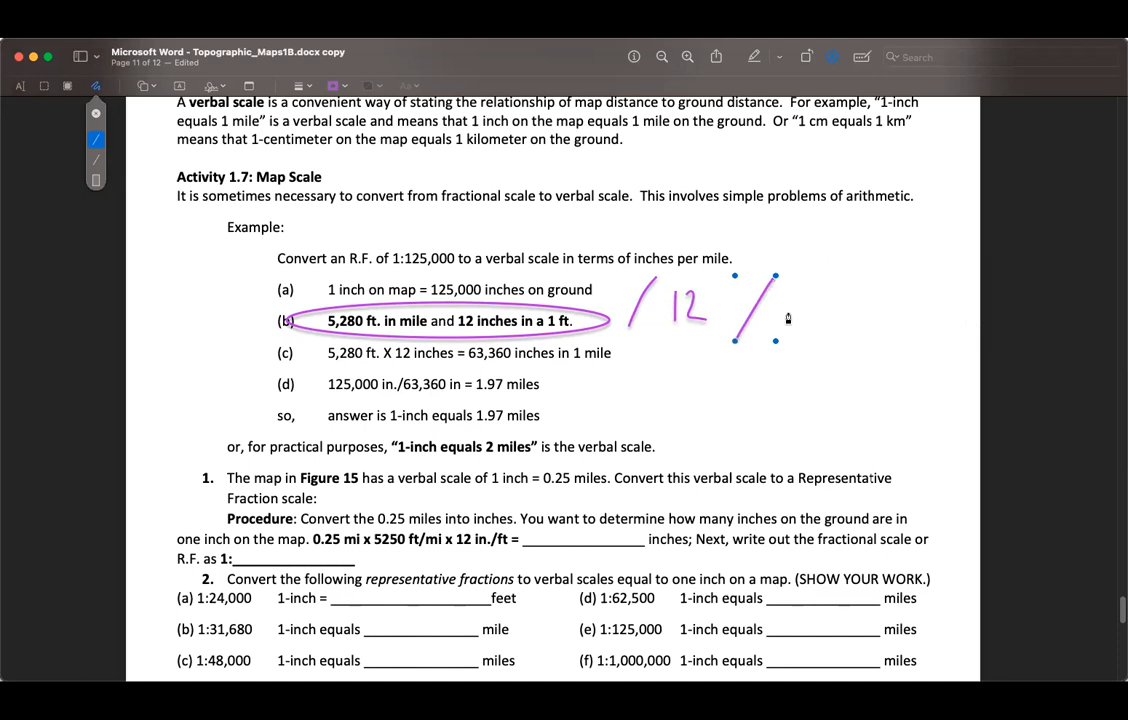 Microsoft Word - Topographic_Maps1B.docx copy
Page 11 of 12 — Edited
Search
A verbal scale is a convenient way of stating the relationship of map distance to ground distance. For example, "1-inch
equals 1 mile" is a verbal scale and means that 1 inch on the map equals 1 mile on the ground. Or "1 cm equals 1 km"
means that 1-centimeter on the map equals 1 kilometer on the ground.
Activity 1.7: Map Scale
It is sometimes necessary to convert from fractional scale to verbal scale. This involves simple problems of arithmetic.
Example:
Convert an R.F. of 1:125,000 to a verbal scale in terms of inches per mile.
(a) 1 inch on map = 125,000 inches on ground
(b) 5,280 ft. in mile and 12 inches in a 1 ft. / 12 /
(c) 5,280 ft. X 12 inches = 63,360 inches in 1 mile
(d) 125,000 in./63,360 in = 1.97 miles
so, answer is 1-inch equals 1.97 miles
or, for practical purposes, "1-inch equals 2 miles" is the verbal scale.
1. The map in Figure 15 has a verbal scale of 1 inch = 0.25 miles. Convert this verbal scale to a Representative
Fraction scale:
Procedure: Convert the 0.25 miles into inches. You want to determine how many inches on the ground are in
one inch on the map. 0.25 mi x 5250 ft/mi x 12 in./ft = ______________ inches; Next, write out the fractional scale or
R.F. as 1:______________
2. Convert the following representative fractions to verbal scales equal to one inch on a map. (SHOW YOUR WORK.)
(a) 1:24,000 1-inch = ___________________feet (d) 1:62,500 1-inch equals ______________ miles
(b) 1:31,680 1-inch equals ______________ mile (e) 1:125,000 1-inch equals ______________ miles
(c) 1:48,000 1-inch equals ______________ miles (f) 1:1,000,000 1-inch equals ______________ miles